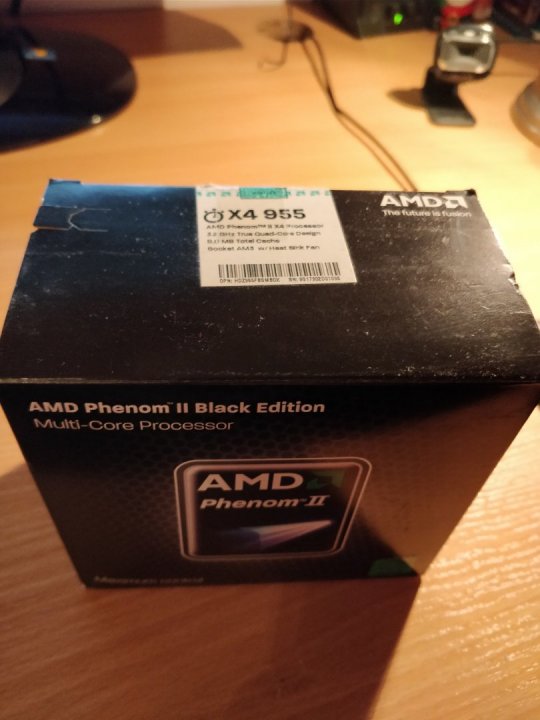 X4 955
AMD Phenom™ II X4 Processor
3.2 GHz True Quad-Core Design
8.0 MB Total Cache
Socket AM3 w/ Heat Sink Fan
AMD
The future is fusion
AMD Phenom™ II Black Edition
Multi-Core Processor
AMD
Phenom™ II